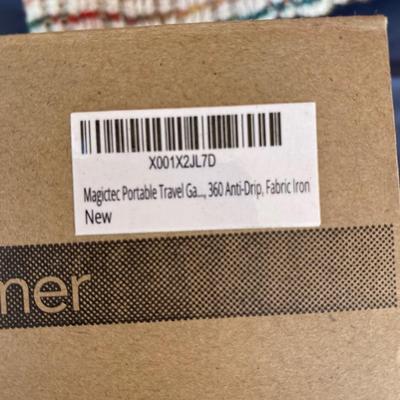 X001X2JL7D
Magictec Portable Travel Ga..., 360 Anti-Drip, Fabric Iron
New
mer